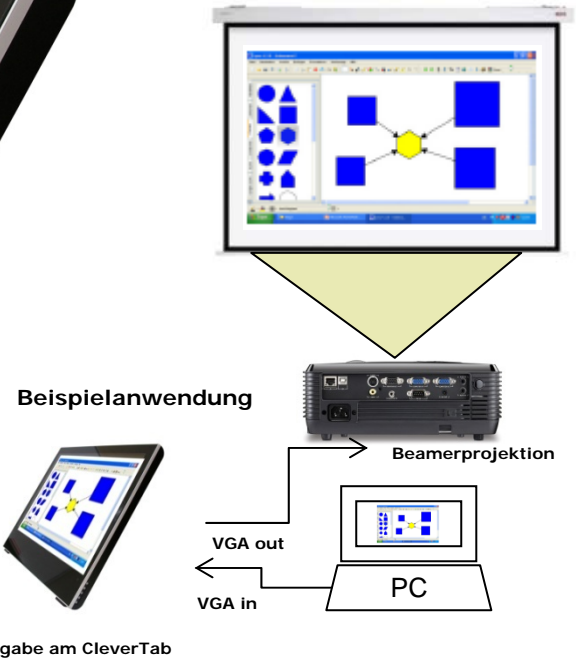 Beispielanwendung
Beamerprojektion
VGA out
PC
VGA in
gabe am CleverTab